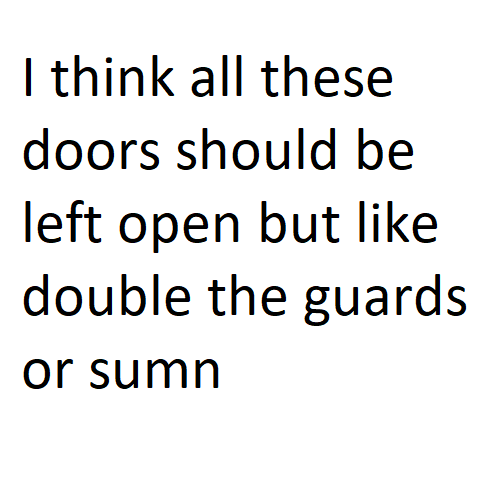 I think all these
doors should be
left open but like
double the guards
or sumn